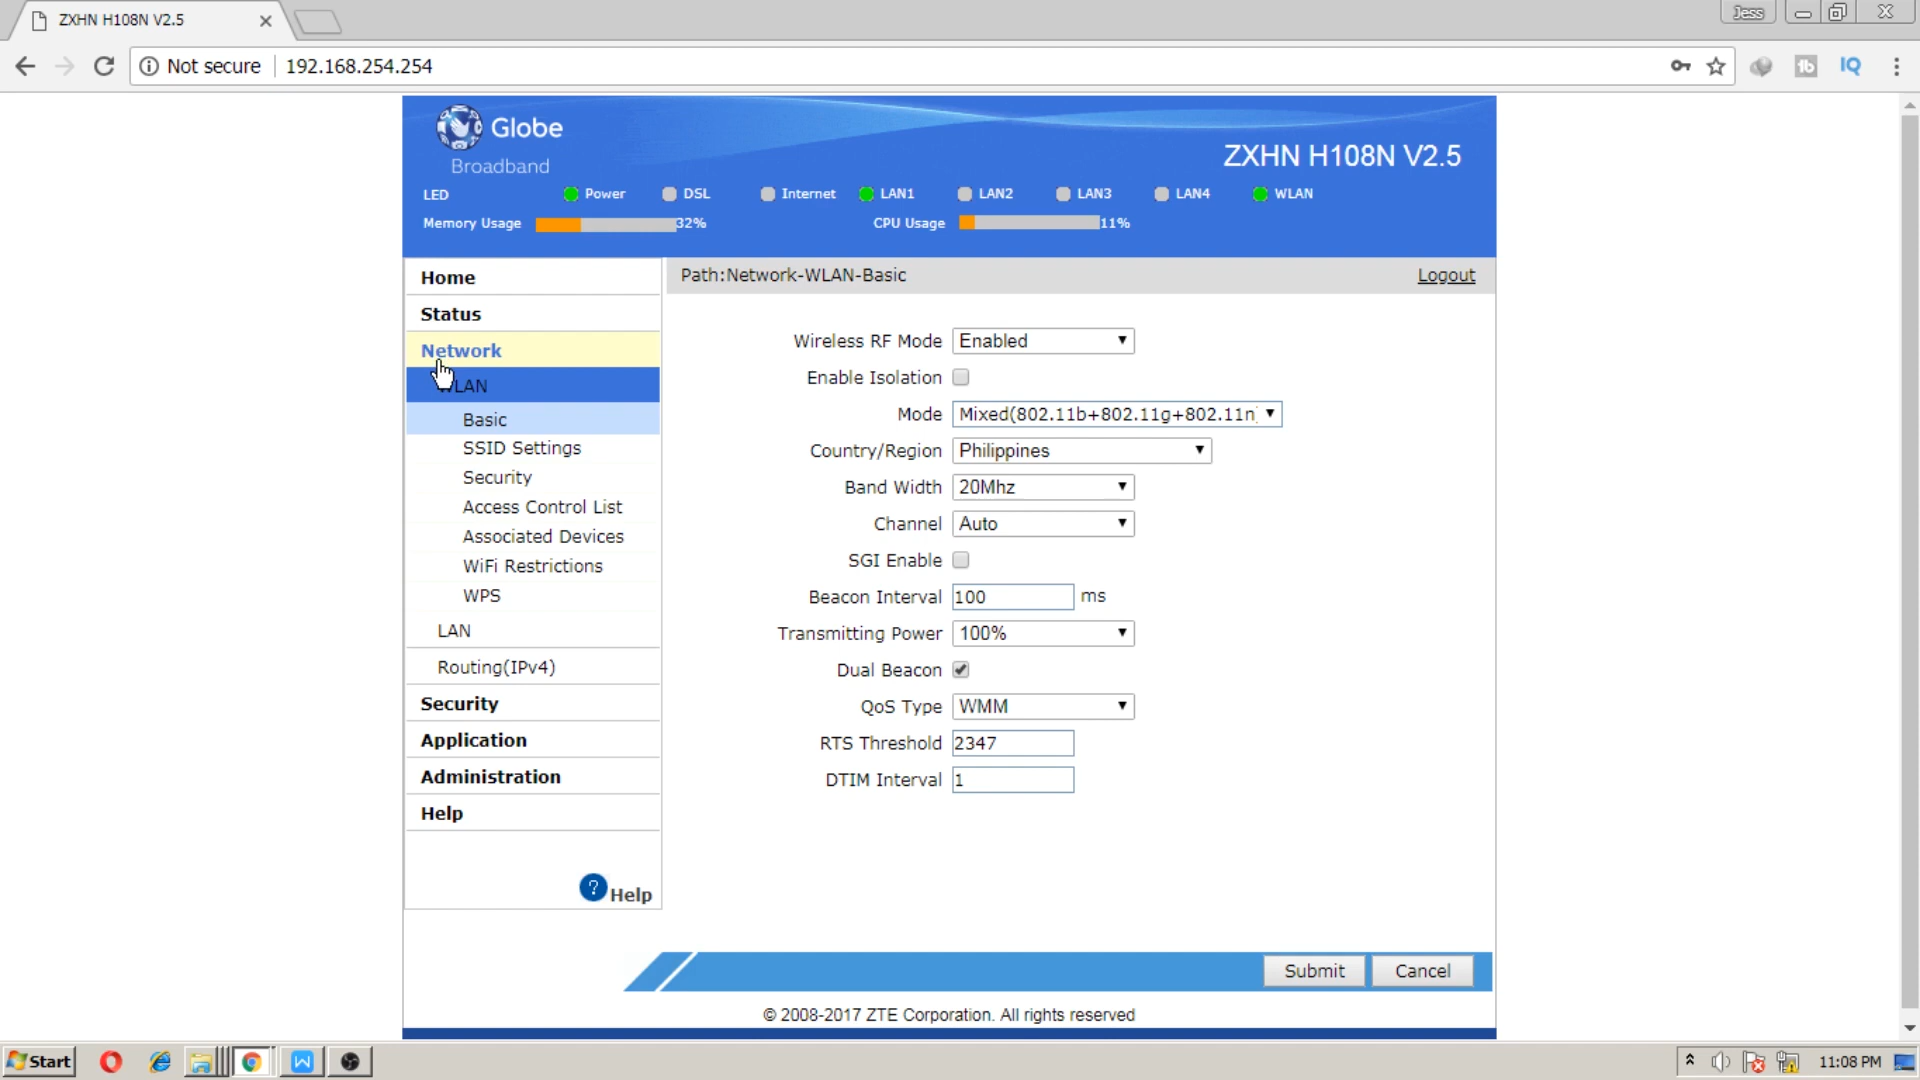 ZXHN H108N V2.5
Jess
Not secure
192.168.254.254
IQ
Globe
Broadband
ZXHN H108N V2.5
LED Power DSL Internet LAN1 LAN2 LAN3 LAN4 WLAN
Memory Usage 32% CPU Usage 11%
Home
Path:Network-WLAN-Basic
Logout
Status
Network
WLAN
Basic
SSID Settings
Security
Access Control List
Associated Devices
WiFi Restrictions
WPS
LAN
Routing(IPv4)
Security
Application
Administration
Help
? Help
Wireless RF Mode Enabled
Enable Isolation
Mode Mixed(802.11b+802.11g+802.11n
Country/Region Philippines
Band Width 20Mhz
Channel Auto
SGI Enable
Beacon Interval 100 ms
Transmitting Power 100%
Dual Beacon
QoS Type WMM
RTS Threshold 2347
DTIM Interval 1
Submit Cancel
© 2008-2017 ZTE Corporation. All rights reserved
Start
11:08 PM